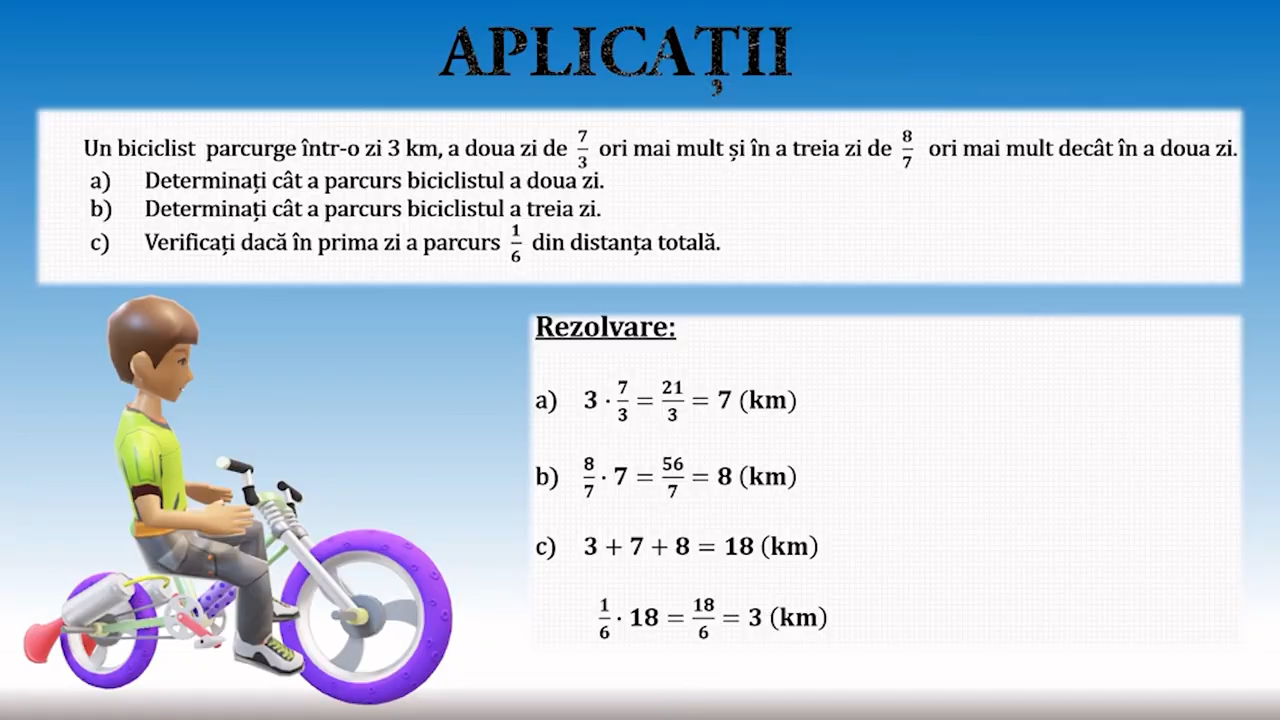 APLICAȚII
Un biciclist parcurge într-o zi 3 km, a doua zi de 7/3 ori mai mult și în a treia zi de 8/7 ori mai mult decât în a doua zi.
a) Determinați cât a parcurs biciclistul a doua zi.
b) Determinați cât a parcurs biciclistul a treia zi.
c) Verificați dacă în prima zi a parcurs 1/6 din distanța totală.
Rezolvare:
a) 3 · 7/3 = 21/3 = 7 (km)
b) 8/7 · 7 = 56/7 = 8 (km)
c) 3 + 7 + 8 = 18 (km)
1/6 · 18 = 18/6 = 3 (km)